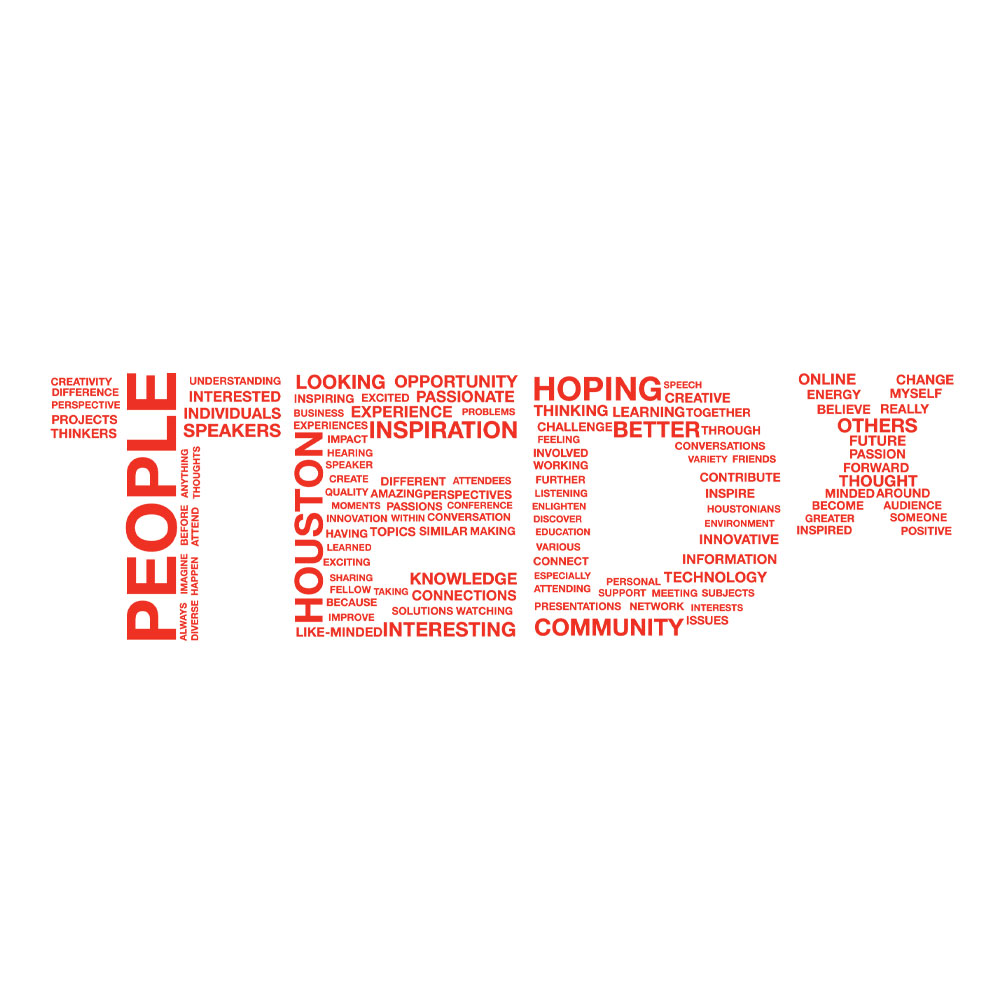 CREATIVITY
DIFFERENCE
PERSPECTIVE
PROJECTS
THINKERS
PEOPLE
UNDERSTANDING
INTERESTED
INDIVIDUALS
SPEAKERS
ANYTHING
THOUGHTS
BEFORE
ATTEND
IMAGINE
HAPPEN
ALWAYS
DIVERSE
LOOKING OPPORTUNITY
INSPIRING EXCITED PASSIONATE
BUSINESS EXPERIENCE PROBLEMS
EXPERIENCES INSPIRATION
HOUSTON
IMPACT
HEARING
SPEAKER
CREATE DIFFERENT ATTENDEES
QUALITY AMAZING PERSPECTIVES
MOMENTS PASSIONS CONFERENCE
INNOVATION WITHIN CONVERSATION
HAVING TOPICS SIMILAR MAKING
LEARNED
EXCITING
SHARING KNOWLEDGE
FELLOW TAKING CONNECTIONS
BECAUSE
SOLUTIONS WATCHING
IMPROVE
LIKE-MINDED INTERESTING
HOPING SPEECH
CREATIVE
THINKING LEARNING TOGETHER
CHALLENGE BETTER THROUGH
FEELING CONVERSATIONS
INVOLVED VARIETY FRIENDS
WORKING
FURTHER CONTRIBUTE
LISTENING INSPIRE
ENLIGHTEN HOUSTONIANS
DISCOVER ENVIRONMENT
EDUCATION INNOVATIVE
VARIOUS
CONNECT INFORMATION
ESPECIALLY PERSONAL TECHNOLOGY
ATTENDING SUPPORT MEETING SUBJECTS
PRESENTATIONS NETWORK INTERESTS
COMMUNITY ISSUES
ONLINE CHANGE
ENERGY MYSELF
BELIEVE REALLY
OTHERS
FUTURE
PASSION
FORWARD
THOUGHT
MINDED AROUND
BECOME AUDIENCE
GREATER SOMEONE
INSPIRED POSITIVE